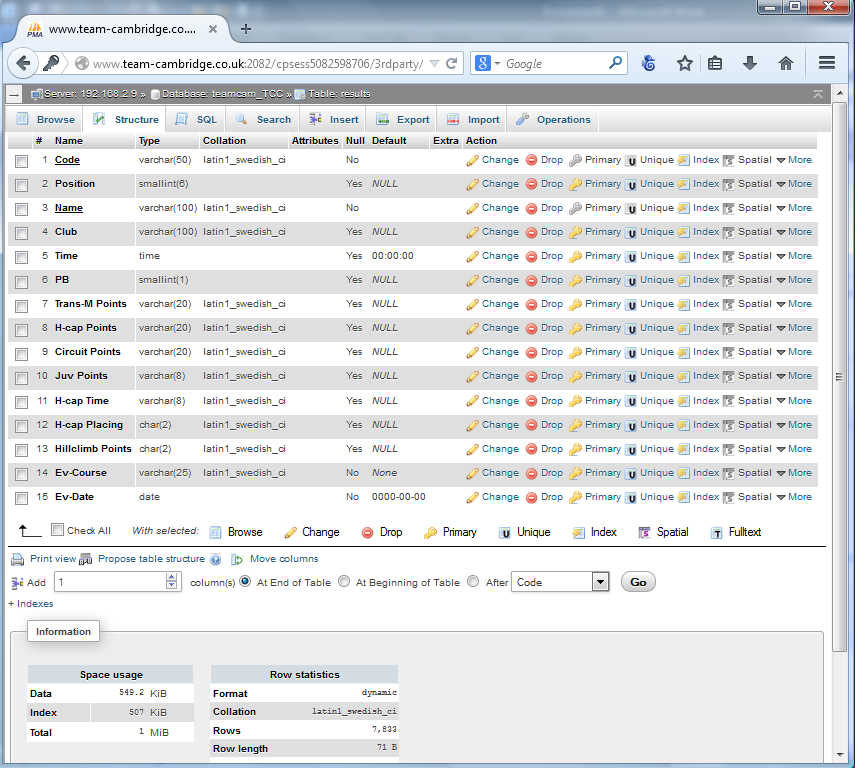 www.team-cambridge.co....
www.team-cambridge.co.uk:2082/cpsess5082598706/3rdparty/ Google
Server: 192.168.2.9 » Database: teamcam_TCC » Table: results
Browse Structure SQL Search Insert Export Import Operations
# Name Type Collation Attributes Null Default Extra Action
1 Code varchar(50) latin1_swedish_ci No Change Drop Primary Unique Index Spatial More
2 Position smallint(6) Yes NULL Change Drop Primary Unique Index Spatial More
3 Name varchar(100) latin1_swedish_ci No Change Drop Primary Unique Index Spatial More
4 Club varchar(100) latin1_swedish_ci Yes NULL Change Drop Primary Unique Index Spatial More
5 Time time Yes 00:00:00 Change Drop Primary Unique Index Spatial More
6 PB smallint(1) Yes NULL Change Drop Primary Unique Index Spatial More
7 Trans-M Points varchar(20) latin1_swedish_ci Yes NULL Change Drop Primary Unique Index Spatial More
8 H-cap Points varchar(20) latin1_swedish_ci Yes NULL Change Drop Primary Unique Index Spatial More
9 Circuit Points varchar(20) latin1_swedish_ci Yes NULL Change Drop Primary Unique Index Spatial More
10 Juv Points varchar(8) latin1_swedish_ci Yes NULL Change Drop Primary Unique Index Spatial More
11 H-cap Time varchar(8) latin1_swedish_ci Yes NULL Change Drop Primary Unique Index Spatial More
12 H-cap Placing char(2) latin1_swedish_ci Yes NULL Change Drop Primary Unique Index Spatial More
13 Hillclimb Points char(2) latin1_swedish_ci Yes NULL Change Drop Primary Unique Index Spatial More
14 Ev-Course varchar(25) latin1_swedish_ci No None Change Drop Primary Unique Index Spatial More
15 Ev-Date date No 0000-00-00 Change Drop Primary Unique Index Spatial More
Check All With selected: Browse Change Drop Primary Unique Index Spatial Fulltext
Print view Propose table structure Move columns
Add 1 column(s) At End of Table At Beginning of Table After Code Go
+ Indexes
Information
Space usage Row statistics
Data 549.2 KiB Format dynamic
Index 507 KiB Collation latin1_swedish_ci
Total 1 MiB Rows 7,833
Row length 71 B